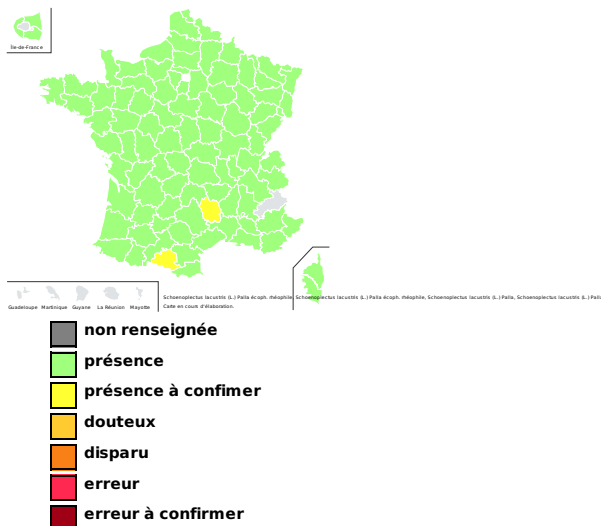 Île-de-France
Guadeloupe Martinique Guyane La Réunion Mayotte
Schoenoplectus lacustris (L.) Palla écoph. rhéophile, Schoenoplectus lacustris (L.) Palla écoph. rhéophile, Schoenoplectus lacustris (L.) Palla, Schoenoplectus lacustris (L.) Palla
Carte en cours d'élaboration.
non renseignée
présence
présence à confimer
douteux
disparu
erreur
erreur à confirmer